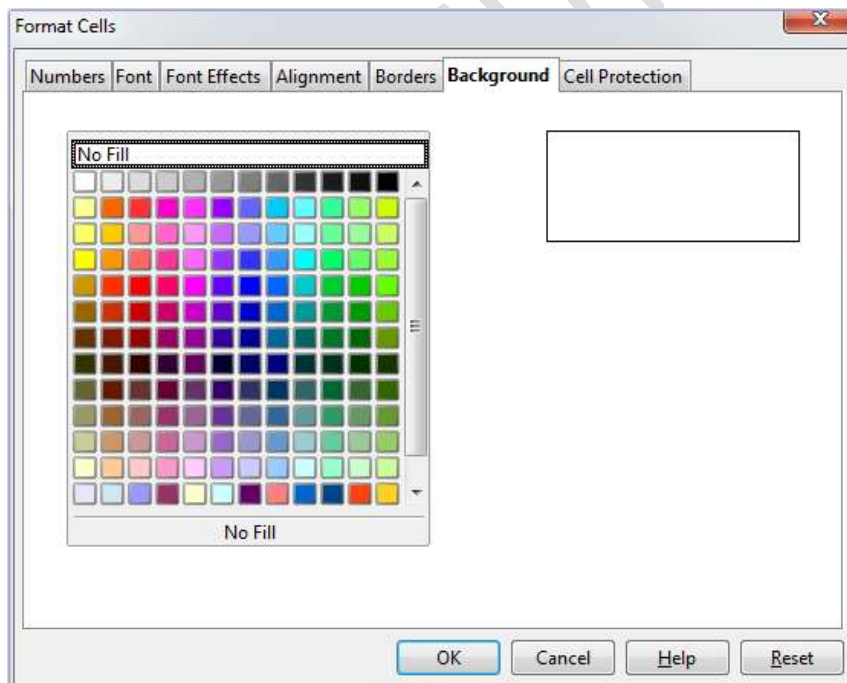 Format Cells
Numbers Font Font Effects Alignment Borders Background Cell Protection
No Fill
No Fill
OK Cancel Help Reset